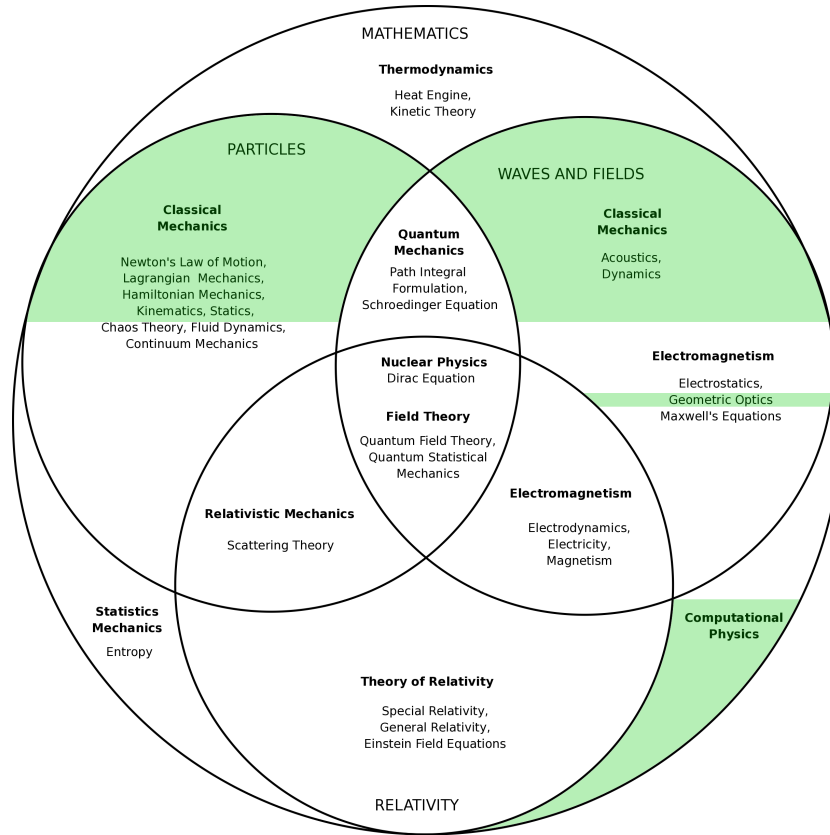 MATHEMATICS
Thermodynamics
Heat Engine,
Kinetic Theory
PARTICLES
Classical
Mechanics
Newton's Law of Motion,
Lagrangian  Mechanics,
Hamiltonian Mechanics,
Kinematics, Statics,
Chaos Theory, Fluid Dynamics,
Continuum Mechanics
WAVES AND FIELDS
Classical
Mechanics
Acoustics,
Dynamics
Quantum
Mechanics
Path Integral
Formulation,
Schroedinger Equation
Nuclear Physics
Dirac Equation
Field Theory
Quantum Field Theory,
Quantum Statistical
Mechanics
Electromagnetism
Electrostatics,
Geometric Optics
Maxwell's Equations
Relativistic Mechanics
Scattering Theory
Electromagnetism
Electrodynamics,
Electricity,
Magnetism
Statistics
Mechanics
Entropy
Computational
Physics
Theory of Relativity
Special Relativity,
General Relativity,
Einstein Field Equations
RELATIVITY